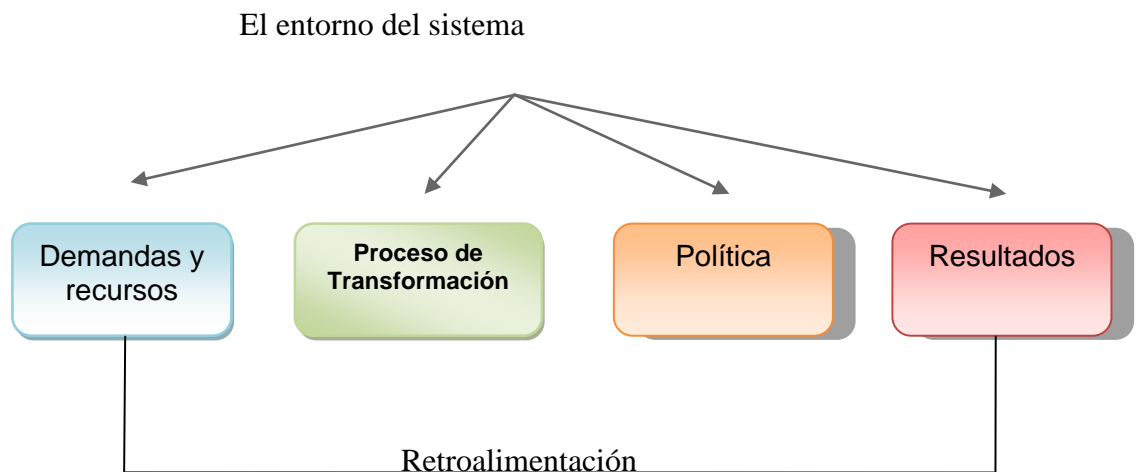 El entorno del sistema
Demandas y
recursos
Proceso de
Transformación
Política
Resultados
Retroalimentación